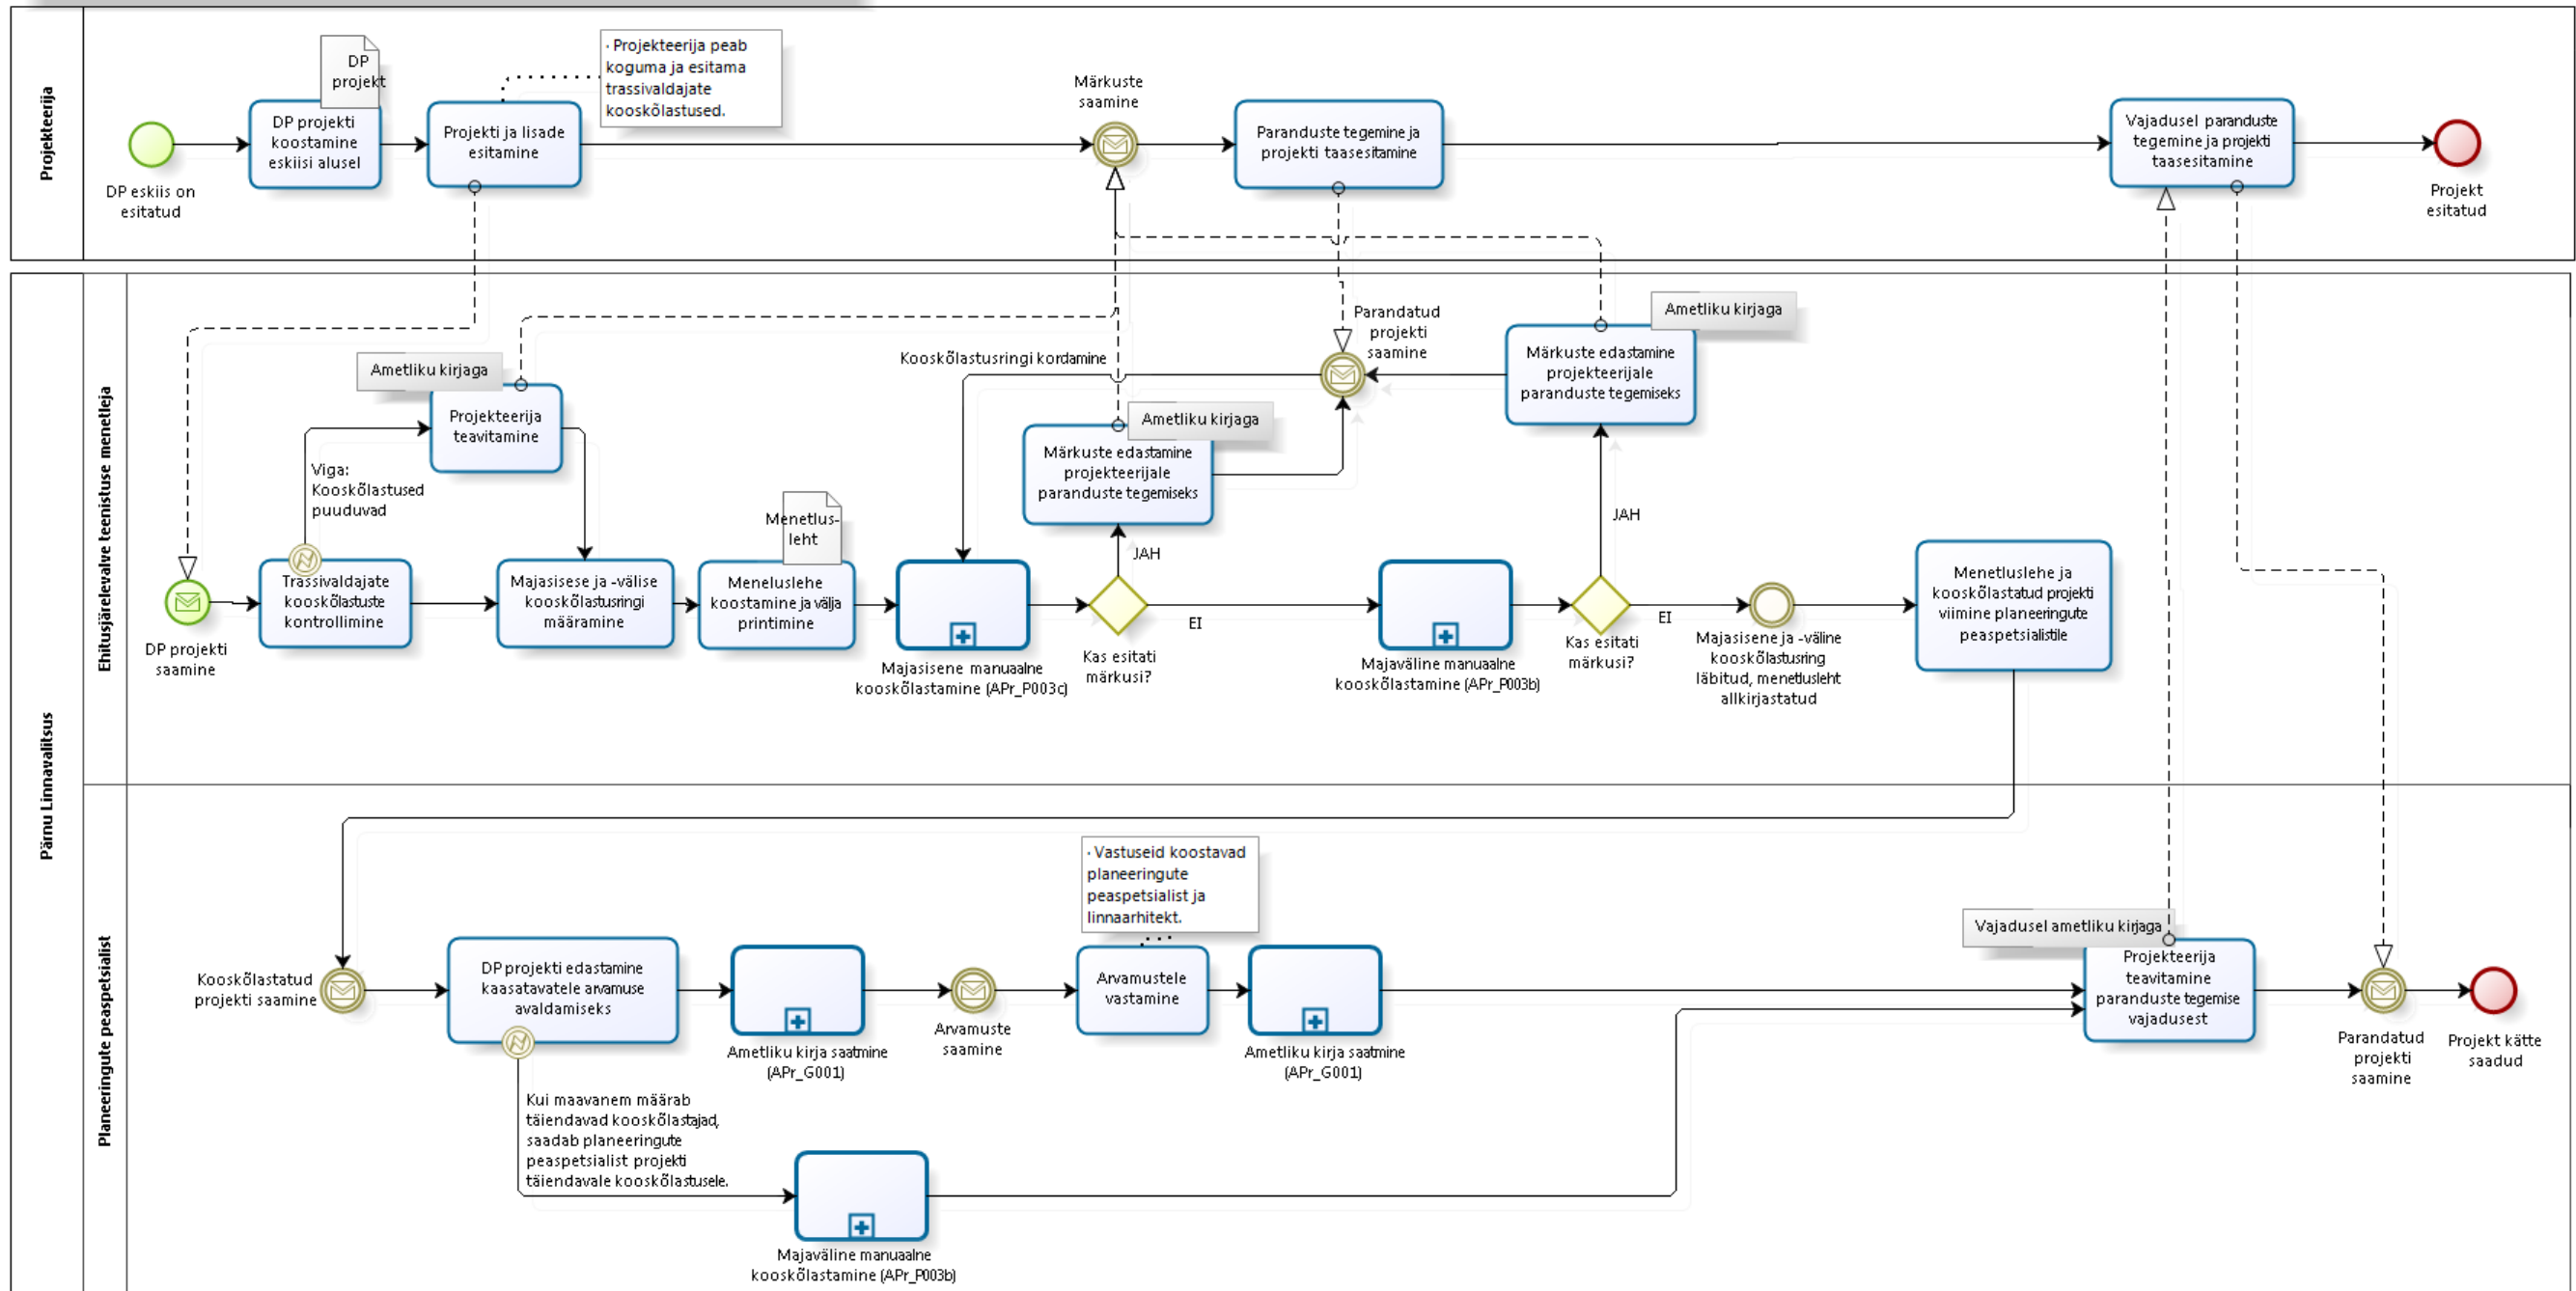 Projekteerija
DP
projekt
DP eskiis on
esitatud
DP projekti
koostamine
eskiisi alusel
Projekti ja lisade
esitamine
· Projekteerija peab
koguma ja esitama
trassivaldajate
kooskõlastused.
Märkuste
saamine
Paranduste tegemine ja
projekti taasesitamine
Vajadusel paranduste
tegemine ja projekti
taasesitamine
Projekt
esitatud
Pärnu Linnavalitsus
Ehitusjärelevalve teenistuse menetleja
DP projekti
saamine
Trassivaldajate
kooskõlastuste
kontrollimine
Viga:
Kooskõlastused
puuduvad
Ametliku kirjaga
Projekteerija
teavitamine
Majasisese ja -välise
kooskõlastusringi
määramine
Menetlus-
leht
Meneluslehe
koostamine ja välja
printimine
Kooskõlastusringi kordamine
Majasisene manuaalne
kooskõlastamine (APr_P003c)
Ametliku kirjaga
Märkuste edastamine
projekteerijale
paranduste tegemiseks
JAH
Kas esitati
märkusi?
EI
Parandatud
projekti
saamine
Majaväline manuaalne
kooskõlastamine (APr_P003b)
Ametliku kirjaga
Märkuste edastamine
projekteerijale
paranduste tegemiseks
JAH
Kas esitati
märkusi?
EI
Majasisene ja -väline
kooskõlastusring
läbitud, menetlusleht
allkirjastatud
Menetluslehe ja
kooskõlastatud projekti
viimine planeeringute
peaspetsialistile
Planeeringute peaspetsialist
Kooskõlastatud
projekti saamine
DP projekti edastamine
kaasatavatele arvamuse
avaldamiseks
Ametliku kirja saatmine
(APr_G001)
Arvamuste
saamine
· Vastuseid koostavad
planeeringute
peaspetsialist ja
linnaarhitekt.
Arvamustele
vastamine
Ametliku kirja saatmine
(APr_G001)
Vajadusel ametliku kirjaga
Projekteerija
teavitamine
paranduste tegemise
vajadusest
Parandatud
projekti
saamine
Projekt kätte
saadud
Kui maavanem määrab
täiendavad kooskõlastajad,
saadab planeeringute
peaspetsialist projekti
täiendavale kooskõlastusele.
Majaväline manuaalne
kooskõlastamine (APr_P003b)